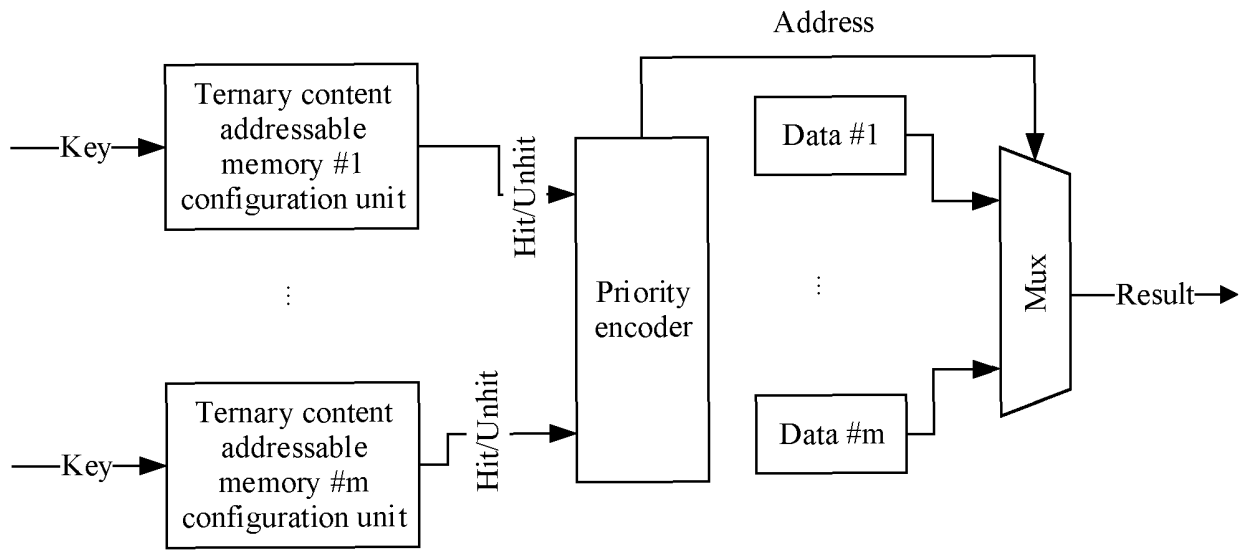 Address
Ternary content
addressable
memory #1
configuration unit
Key
Hit/Unhit
Data #1
Priority
encoder
Mux
Result
Ternary content
addressable
memory #m
configuration unit
Key
Hit/Unhit
Data #m